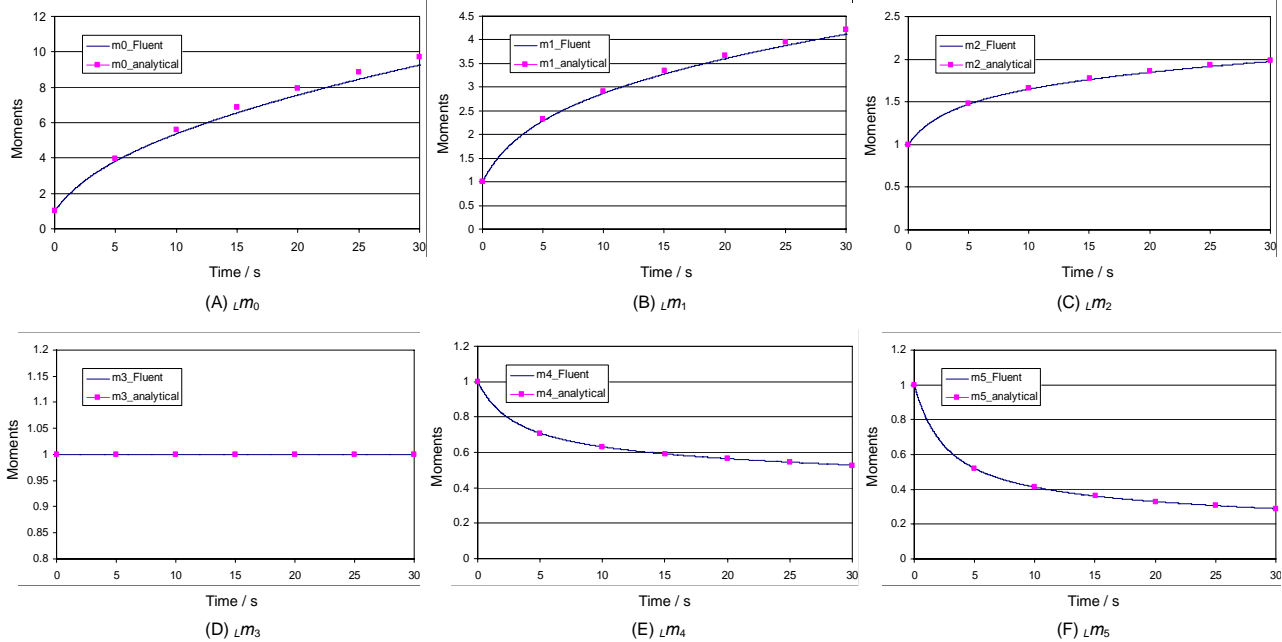 12
10
8
6
4
2
0
Moments
m0_Fluent
m0_analytical
0 5 10 15 20 25 30
Time / s
(A) Lm0
4.5
4
3.5
3
2.5
2
1.5
1
0.5
0
Moments
m1_Fluent
m1_analytical
0 5 10 15 20 25 30
Time / s
(B) Lm1
2.5
2
1.5
1
0.5
0
Moments
m2_Fluent
m2_analytical
0 5 10 15 20 25 30
Time / s
(C) Lm2
1.2
1.15
1.1
1.05
1
0.95
0.9
0.85
0.8
Moments
m3_Fluent
m3_analytical
0 5 10 15 20 25 30
Time / s
(D) Lm3
1.2
1
0.8
0.6
0.4
0.2
0
Moments
m4_Fluent
m4_analytical
0 5 10 15 20 25 30
Time / s
(E) Lm4
1.2
1
0.8
0.6
0.4
0.2
0
Moments
m5_Fluent
m5_analytical
0 5 10 15 20 25 30
Time / s
(F) Lm5